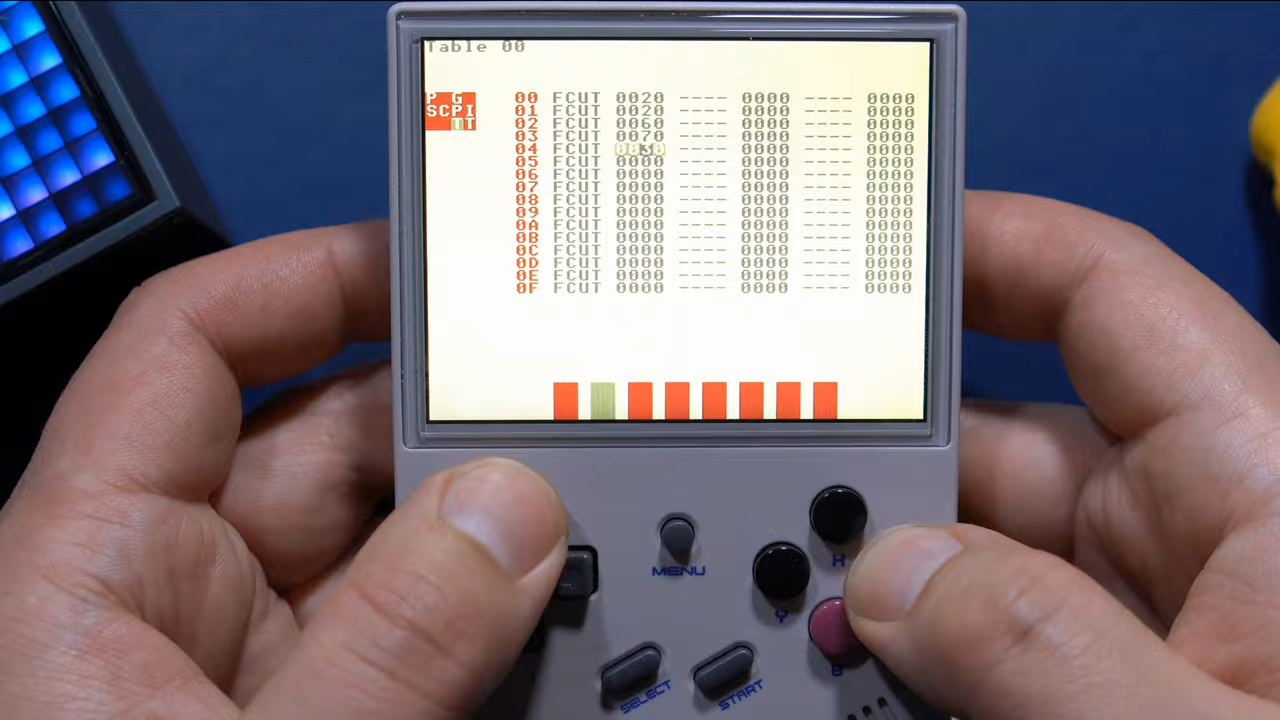 Table 00
P G
SCPI
TT
00 FCUT 0020 ---- 0000 ---- 0000
01 FCUT 0020 ---- 0000 ---- 0000
02 FCUT 0060 ---- 0000 ---- 0000
03 FCUT 0070 ---- 0000 ---- 0000
04 FCUT 0030 ---- 0000 ---- 0000
05 FCUT 0000 ---- 0000 ---- 0000
06 FCUT 0000 ---- 0000 ---- 0000
07 FCUT 0000 ---- 0000 ---- 0000
08 FCUT 0000 ---- 0000 ---- 0000
09 FCUT 0000 ---- 0000 ---- 0000
0A FCUT 0000 ---- 0000 ---- 0000
0B FCUT 0000 ---- 0000 ---- 0000
0C FCUT 0000 ---- 0000 ---- 0000
0D FCUT 0000 ---- 0000 ---- 0000
0E FCUT 0000 ---- 0000 ---- 0000
0F FCUT 0000 ---- 0000 ---- 0000
MENU
Y
B
SELECT
START